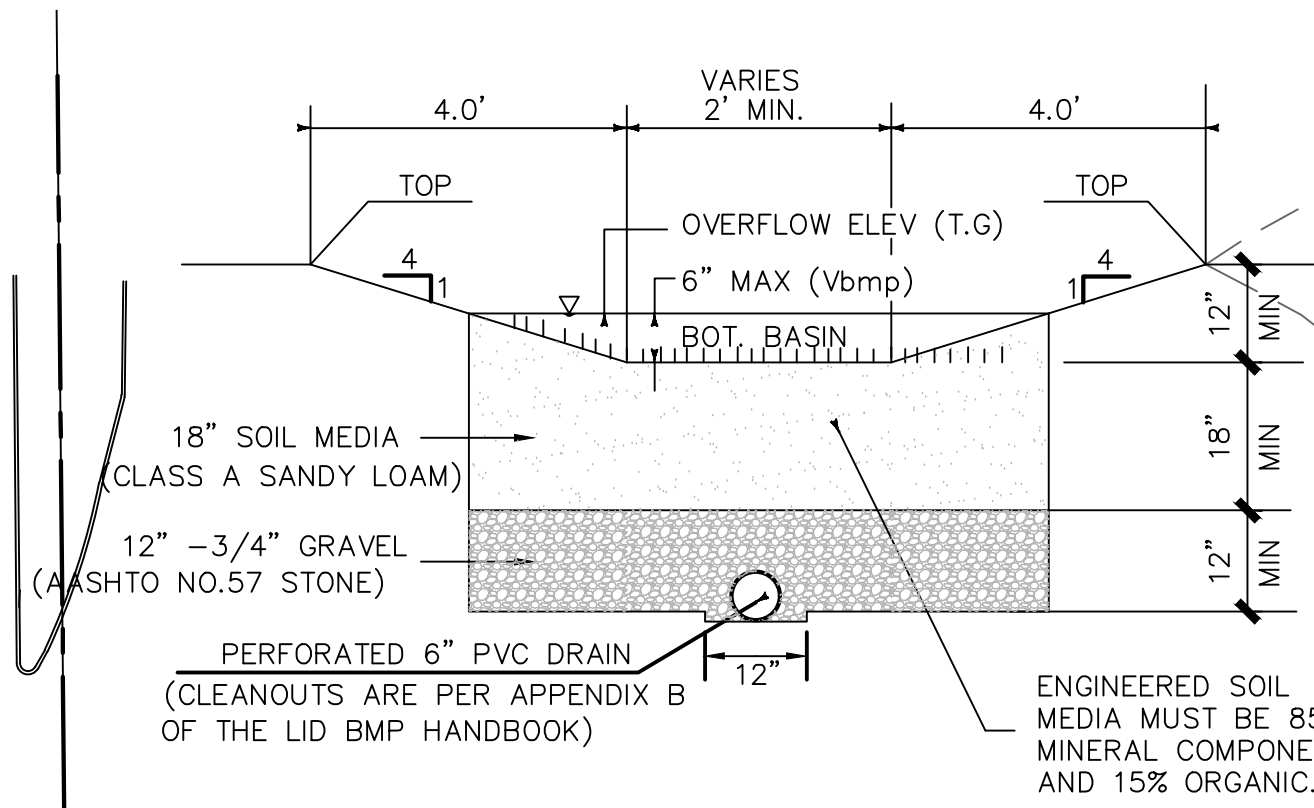 VARIES
4.0' 2' MIN. 4.0'
TOP TOP
OVERFLOW ELEV (T.G)
4 4
6" MAX (Vbmp)
1 1
BOT. BASIN
12" MIN
18" SOIL MEDIA
(CLASS A SANDY LOAM)
18" MIN
12" -3/4" GRAVEL
(AASHTO NO.57 STONE)
12" MIN
PERFORATED 6" PVC DRAIN
(CLEANOUTS ARE PER APPENDIX B
OF THE LID BMP HANDBOOK)
12"
ENGINEERED SOIL
MEDIA MUST BE 85
MINERAL COMPONE
AND 15% ORGANIC.